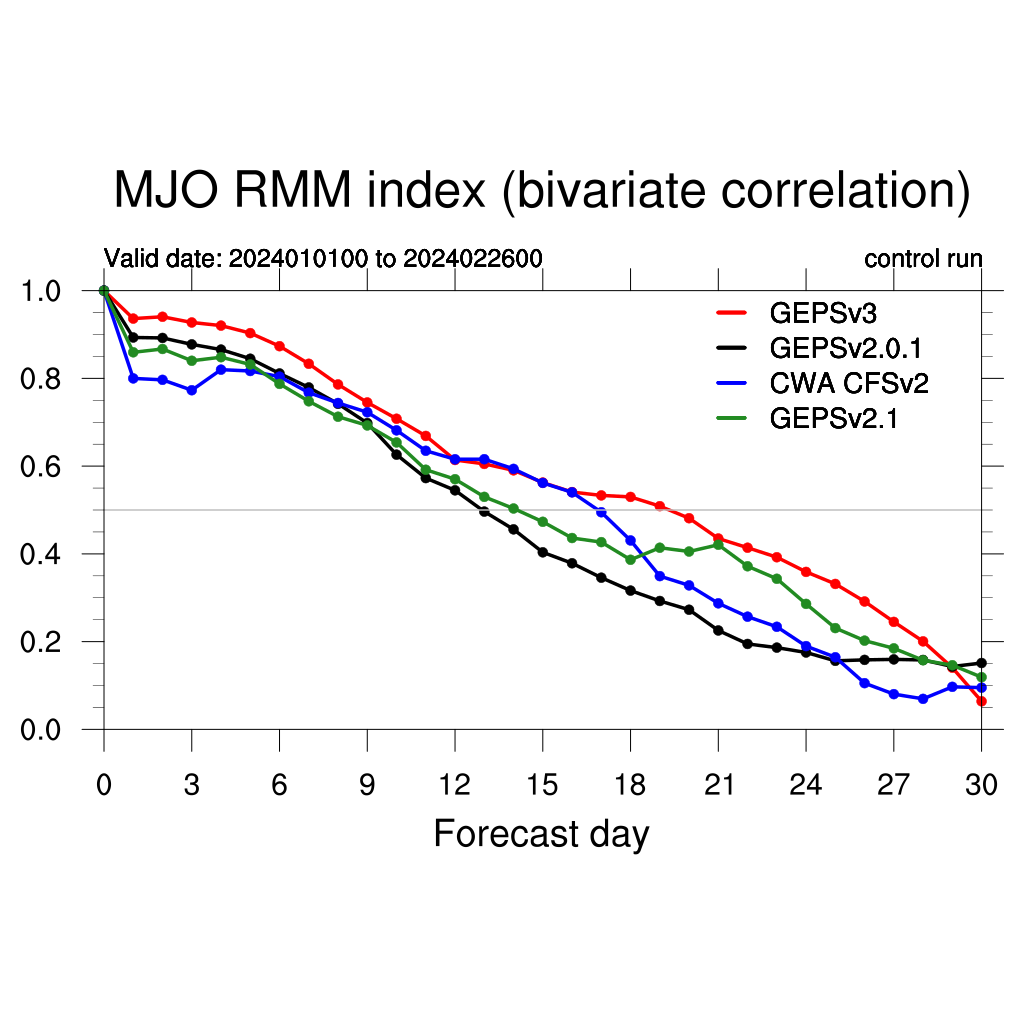 MJO RMM index (bivariate correlation)
Valid date: 2024010100 to 2024022600 control run
1.0
0.8
0.6
0.4
0.2
0.0
GEPSv3
GEPSv2.0.1
CWA CFSv2
GEPSv2.1
0 3 6 9 12 15 18 21 24 27 30
Forecast day